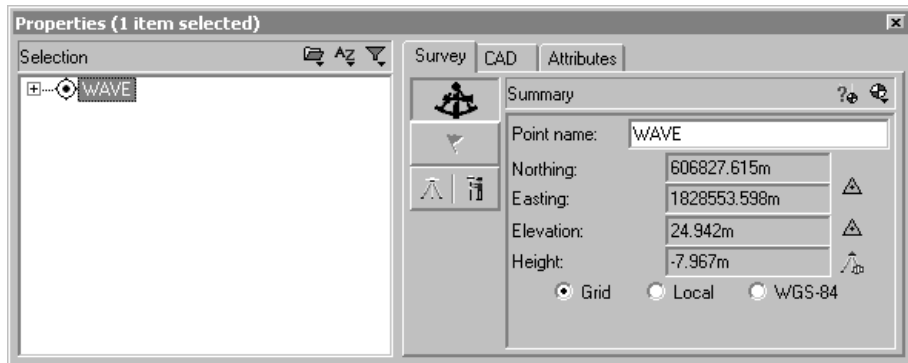 Properties (1 item selected)
Selection
AZ
WAVE
Survey CAD Attributes
Summary
?
Point name: WAVE
Northing: 606827.615m
Easting: 1828553.598m
Elevation: 24.942m
Height: -7.967m
Grid Local WGS-84